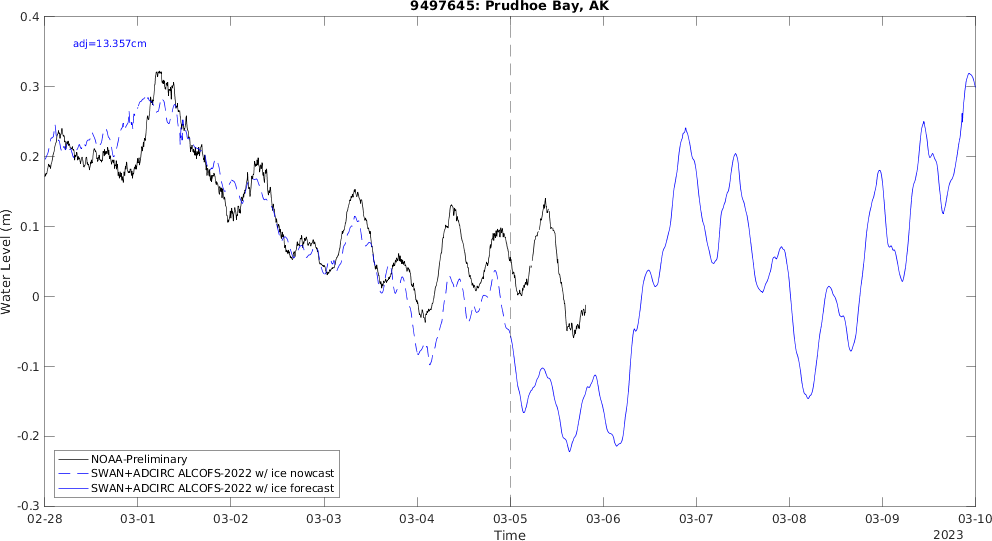 9497645: Prudhoe Bay, AK
adj=13.357cm
Water Level (m)
0.4
0.3
0.2
0.1
0
-0.1
-0.2
-0.3
NOAA-Preliminary
SWAN+ADCIRC ALCOFS-2022 w/ ice nowcast
SWAN+ADCIRC ALCOFS-2022 w/ ice forecast
02-28 03-01 03-02 03-03 03-04 03-05 03-06 03-07 03-08 03-09 03-10
Time
2023